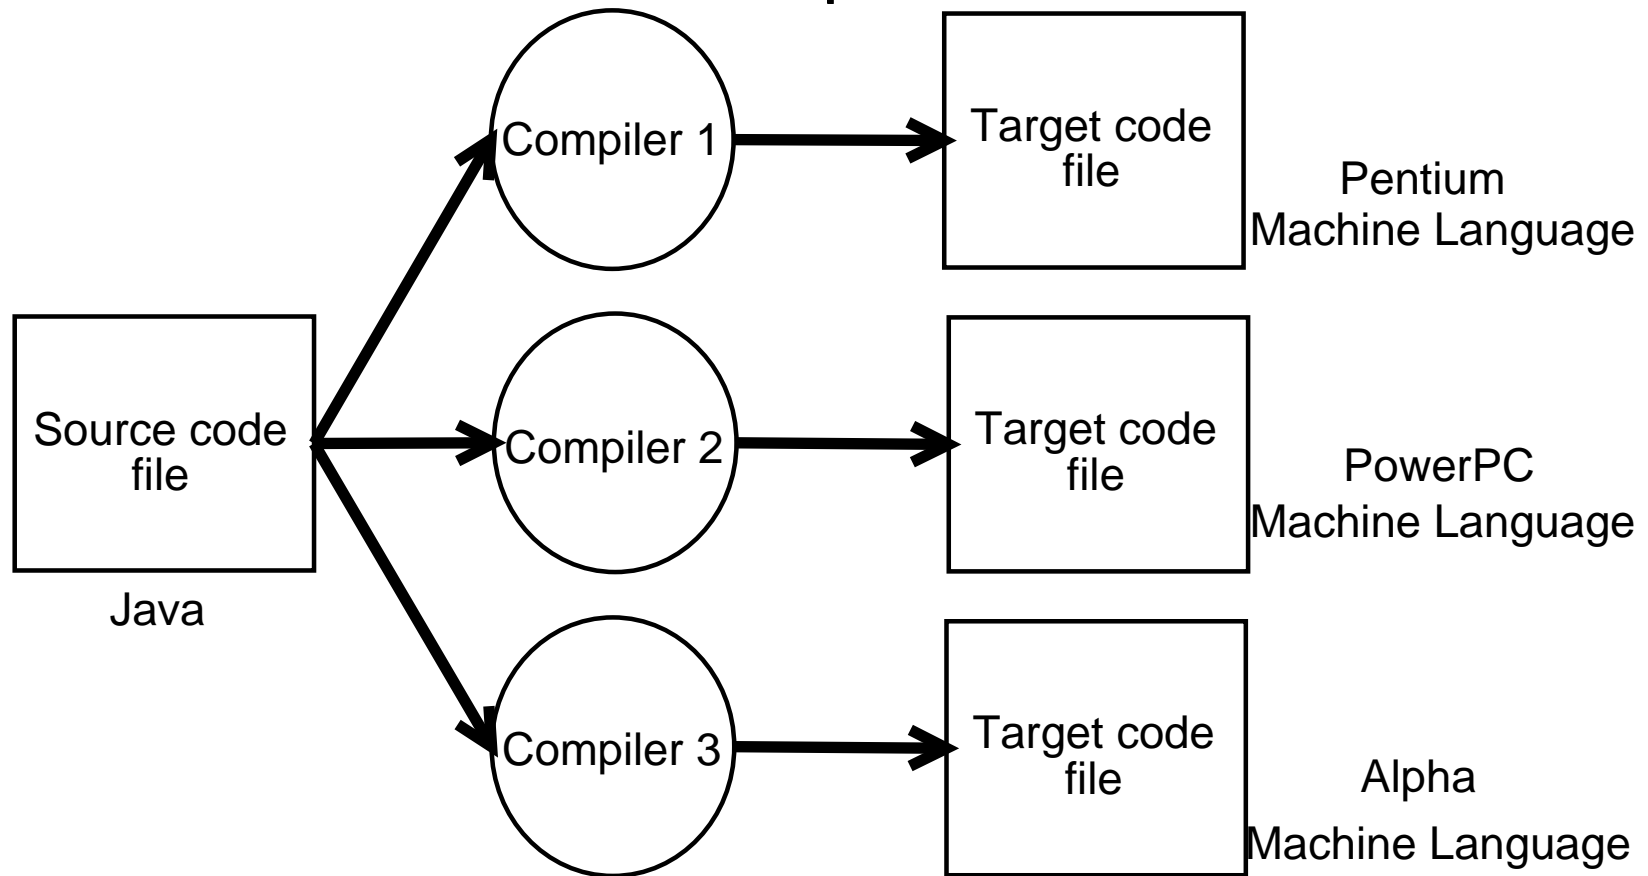 Compiler 1
Target code
file
Pentium
Machine Language
Source code
file
Java
Compiler 2
Target code
file
PowerPC
Machine Language
Compiler 3
Target code
file
Alpha
Machine Language